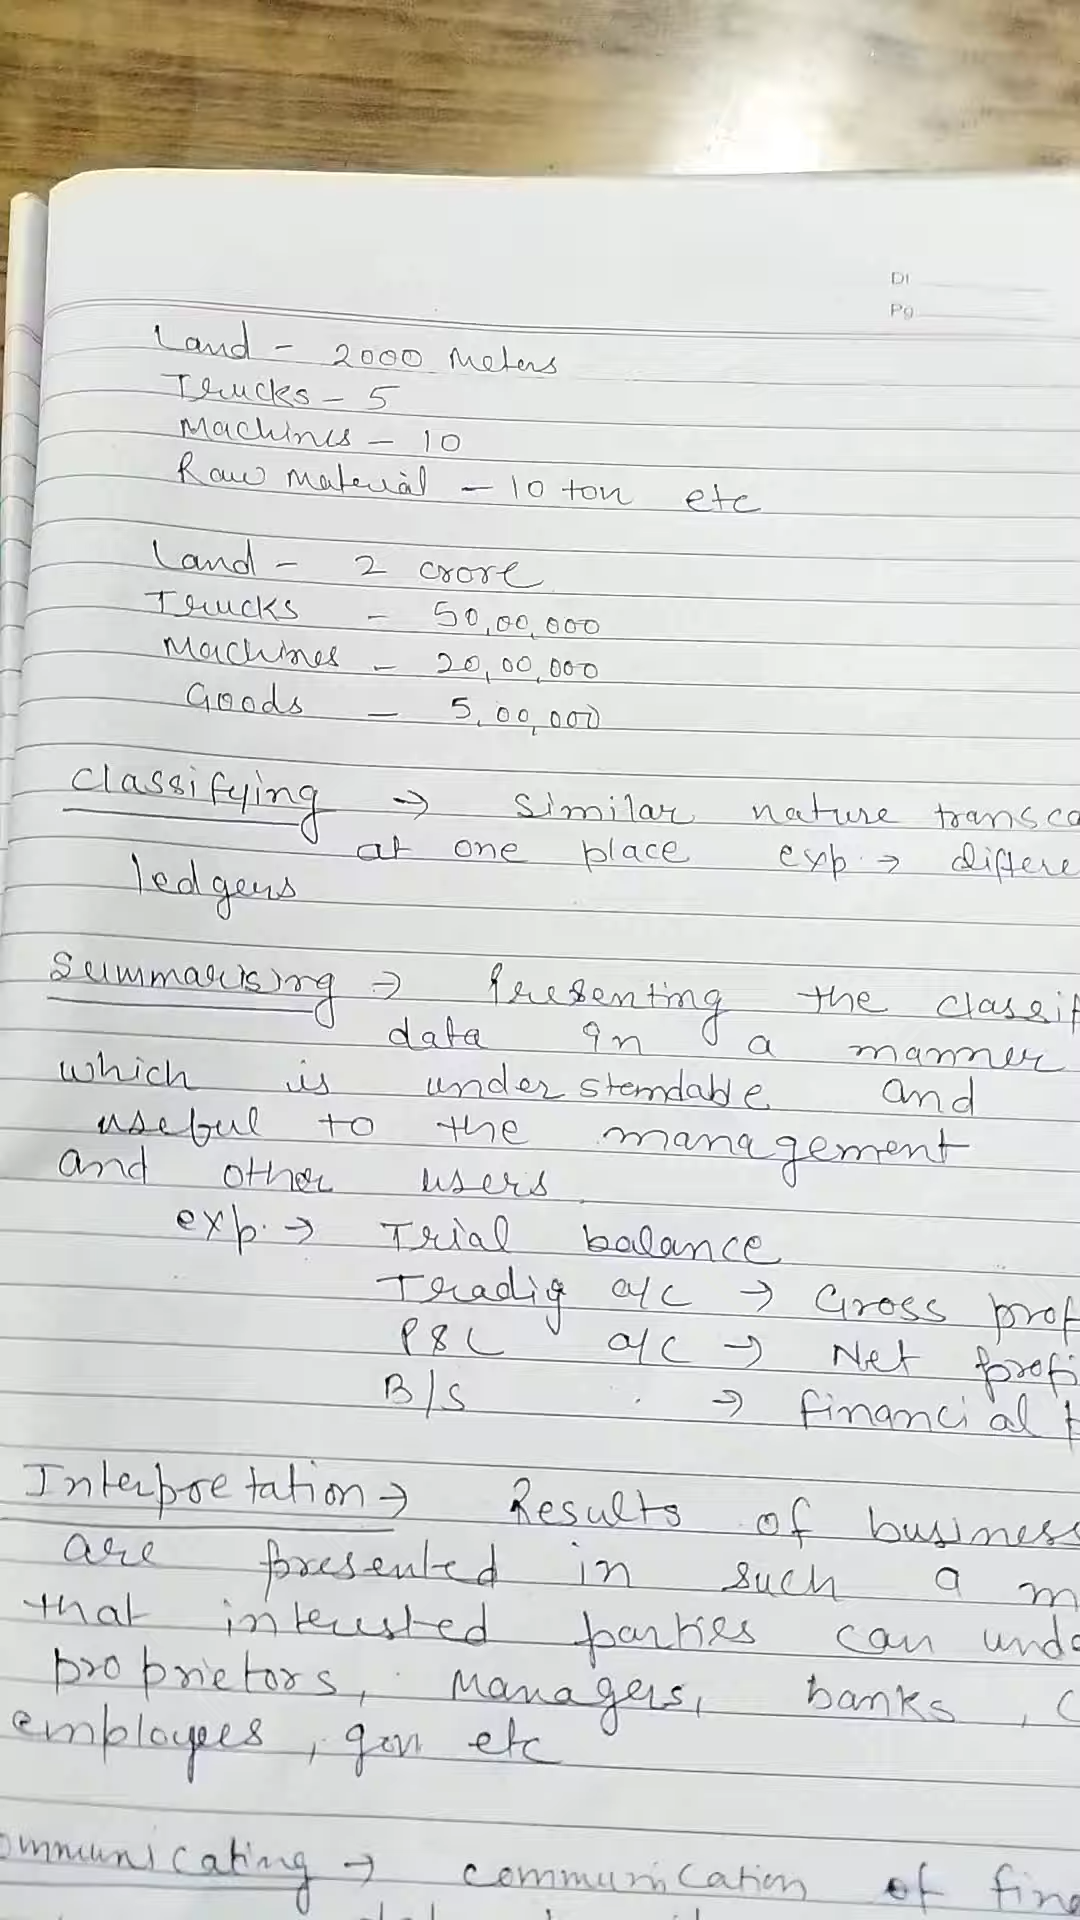 Dt
Pg
Land - 2000 Meters
Trucks - 5
Machines - 10
Raw Material - 10 ton etc
Land - 2 crore
Trucks - 50,00,000
Machines - 20,00,000
Goods - 5,00,000
Classifying → similar nature transca
at one place exp → differe
ledgers
Summarising → Presenting the classif
data in a manner
which is understandable and
useful to the management
and other users
exp. → Trial balance
Tradig a/c → Gross prof
P&L a/c → Net profi
B/S → financial p
Interpretation → Results of business
are presented in such a m
that interested parties can unde
proprietors, Managers, banks, c
employees, gov etc
ommunicating → communication of fina